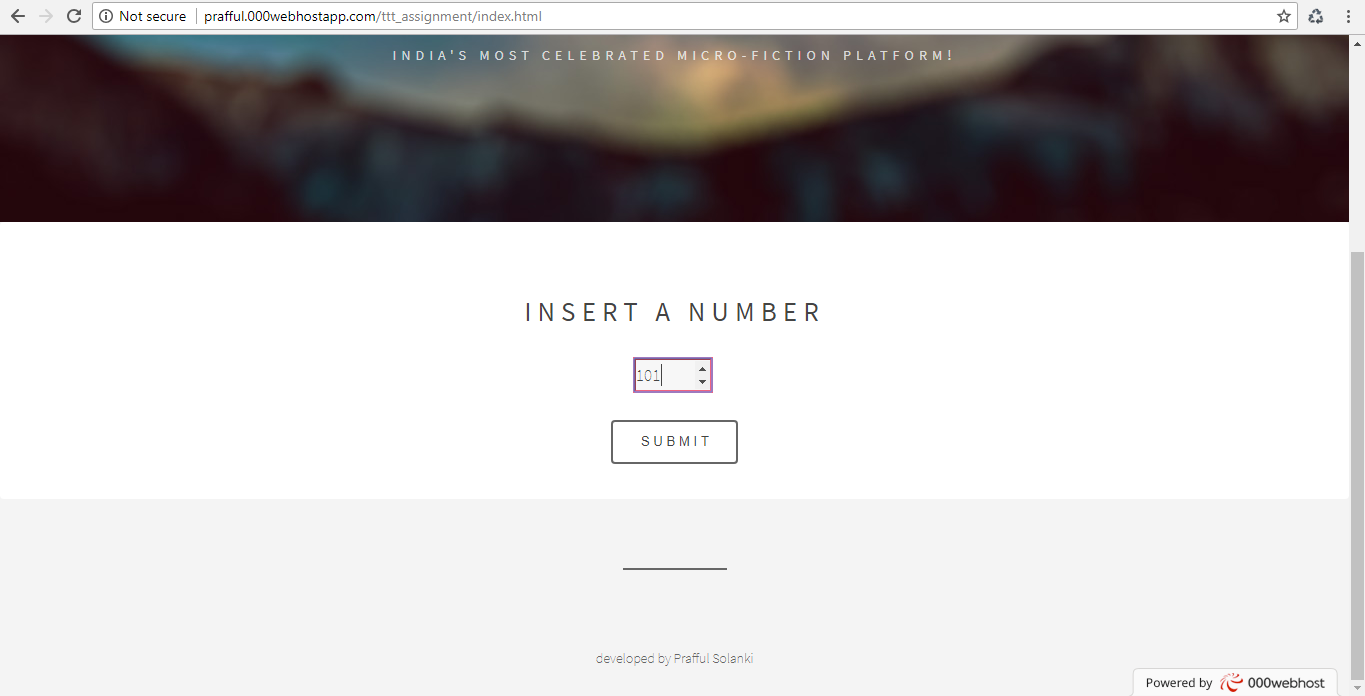 Not secure prafful.000webhostapp.com/ttt_assignment/index.html
INDIA'S MOST CELEBRATED MICRO-FICTION PLATFORM!
INSERT A NUMBER
101
SUBMIT
developed by Prafful Solanki
Powered by 000webhost